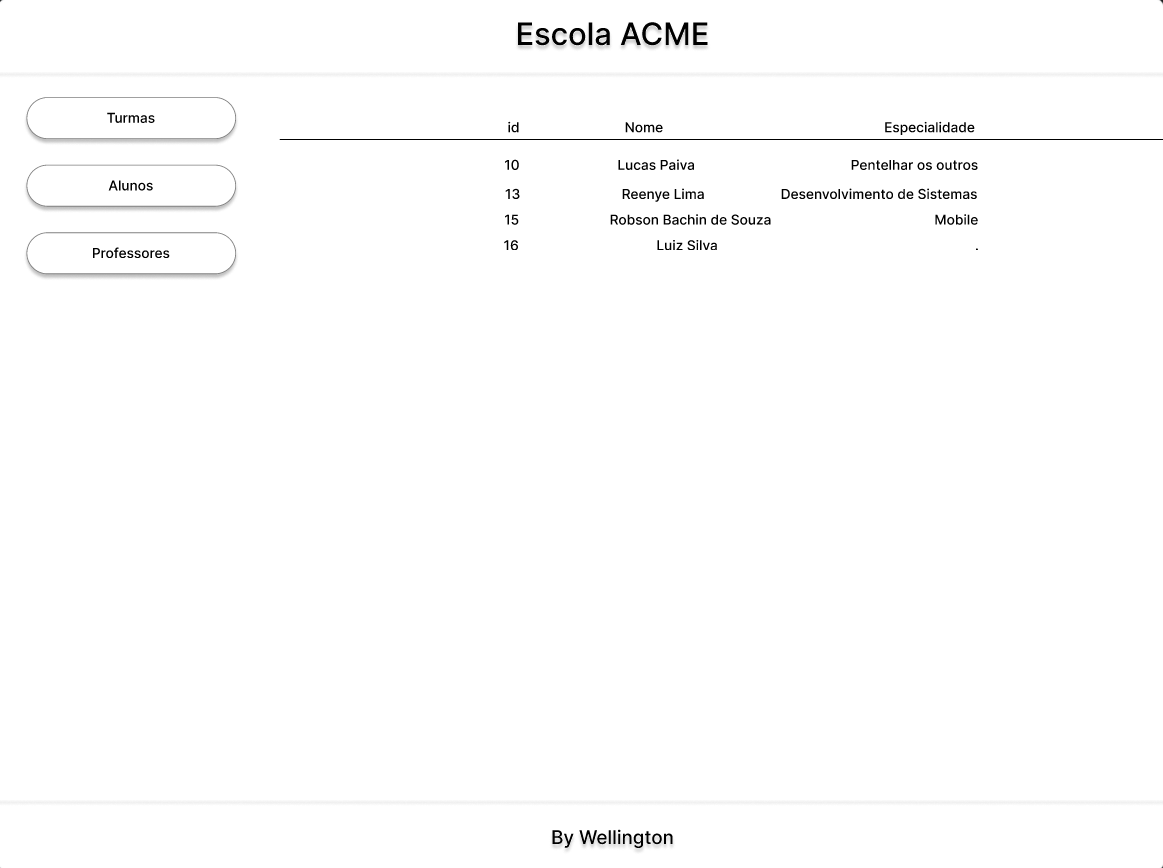 Escola ACME
Turmas
Alunos
Professores
id Nome Especialidade
10 Lucas Paiva Pentelhar os outros
13 Reenye Lima Desenvolvimento de Sistemas
15 Robson Bachin de Souza Mobile
16 Luiz Silva .
By Wellington